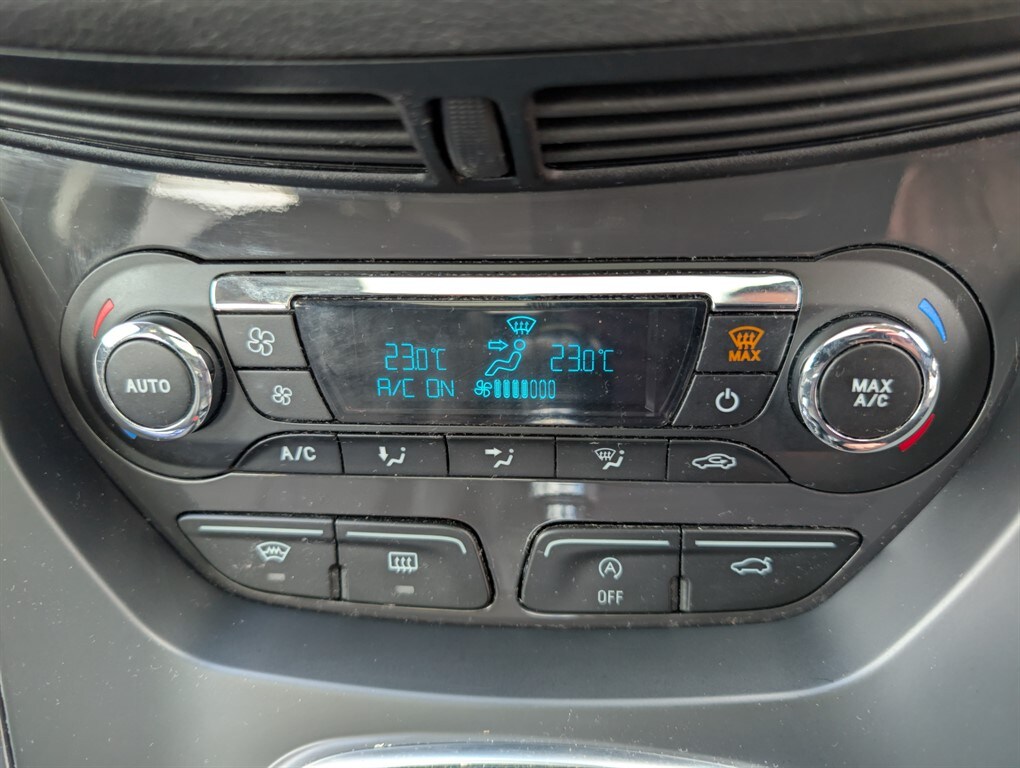 23.0°C 23.0°C
A/C ON
AUTO
MAX
MAX
A/C
A/C
A
OFF